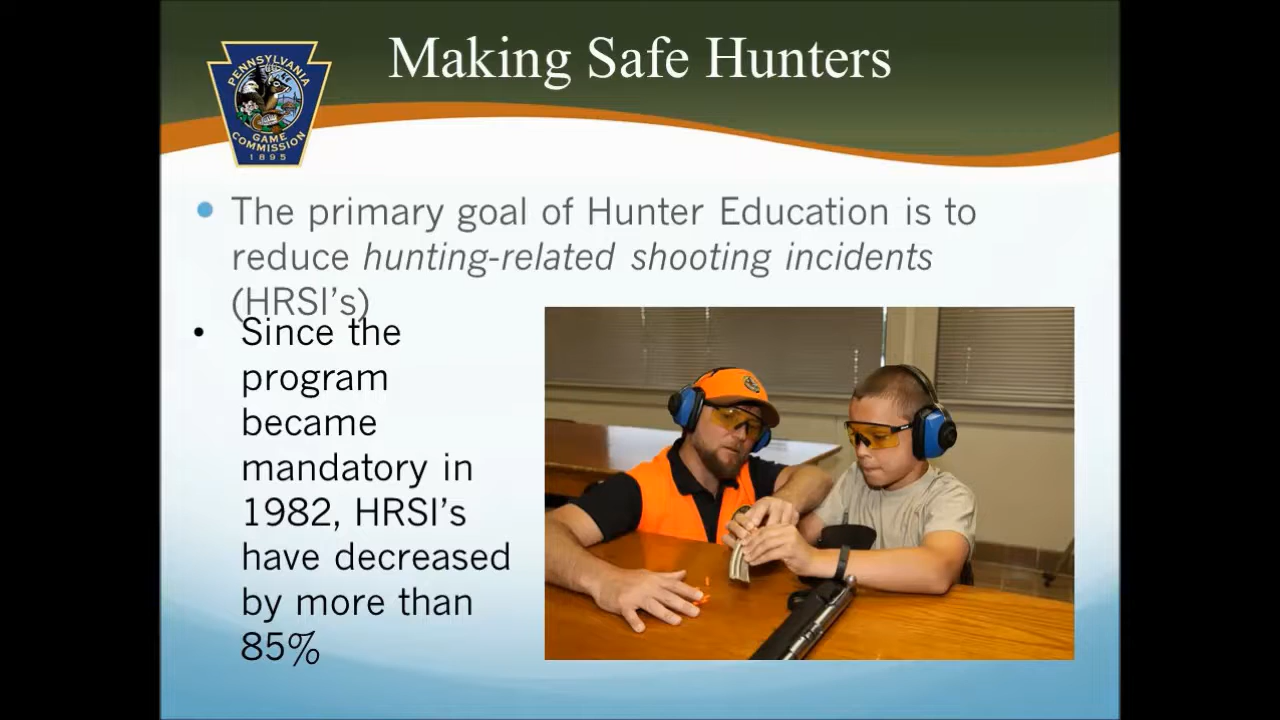 Making Safe Hunters
PENNSYLVANIA
GAME
COMMISSION
1895
• The primary goal of Hunter Education is to
reduce hunting-related shooting incidents
(HRSI's)
• Since the
program
became
mandatory in
1982, HRSI's
have decreased
by more than
85%